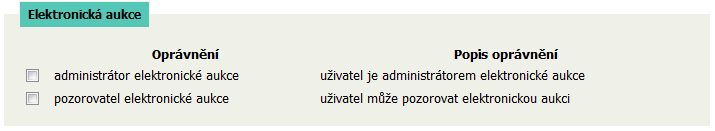 Elektronická aukce
Oprávnění Popis oprávnění
administrátor elektronické aukce uživatel je administrátorem elektronické aukce
pozorovatel elektronické aukce uživatel může pozorovat elektronickou aukci